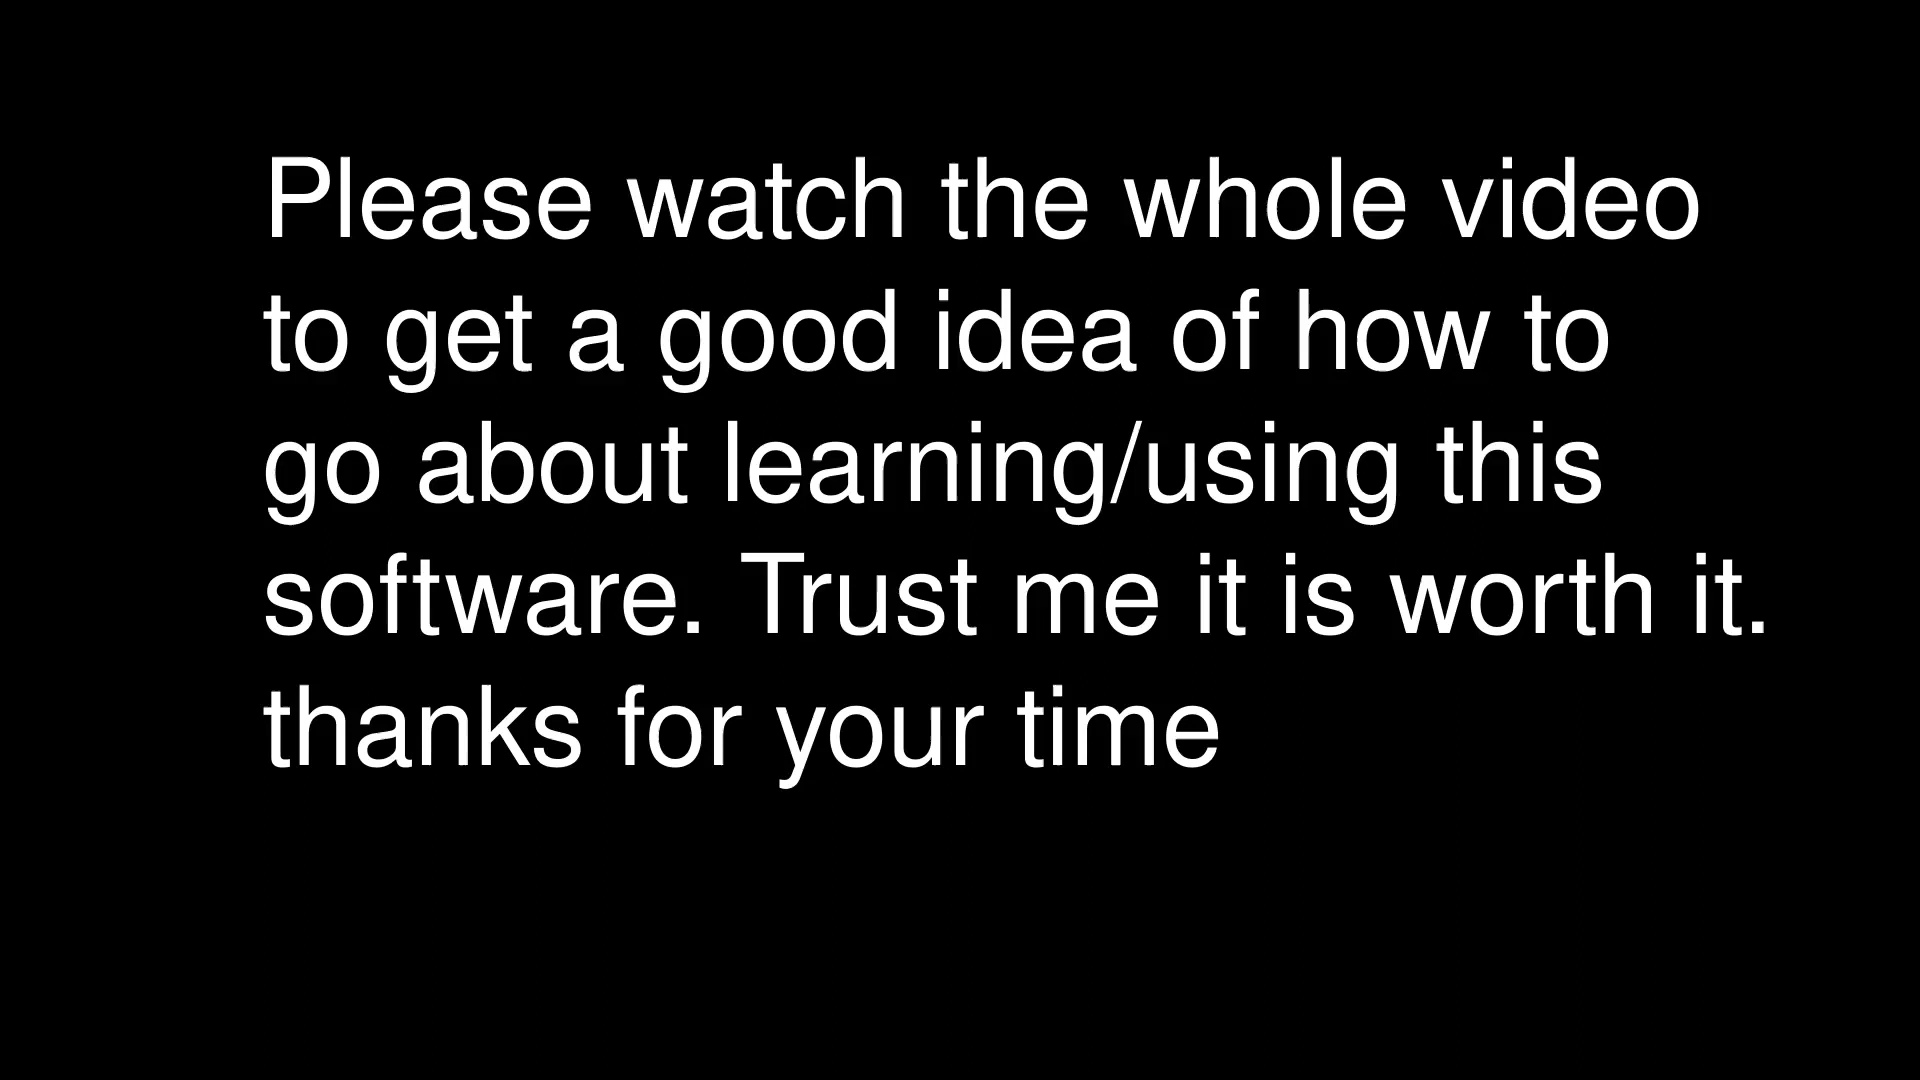 Please watch the whole video
to get a good idea of how to
go about learning/using this
software. Trust me it is worth it.
thanks for your time